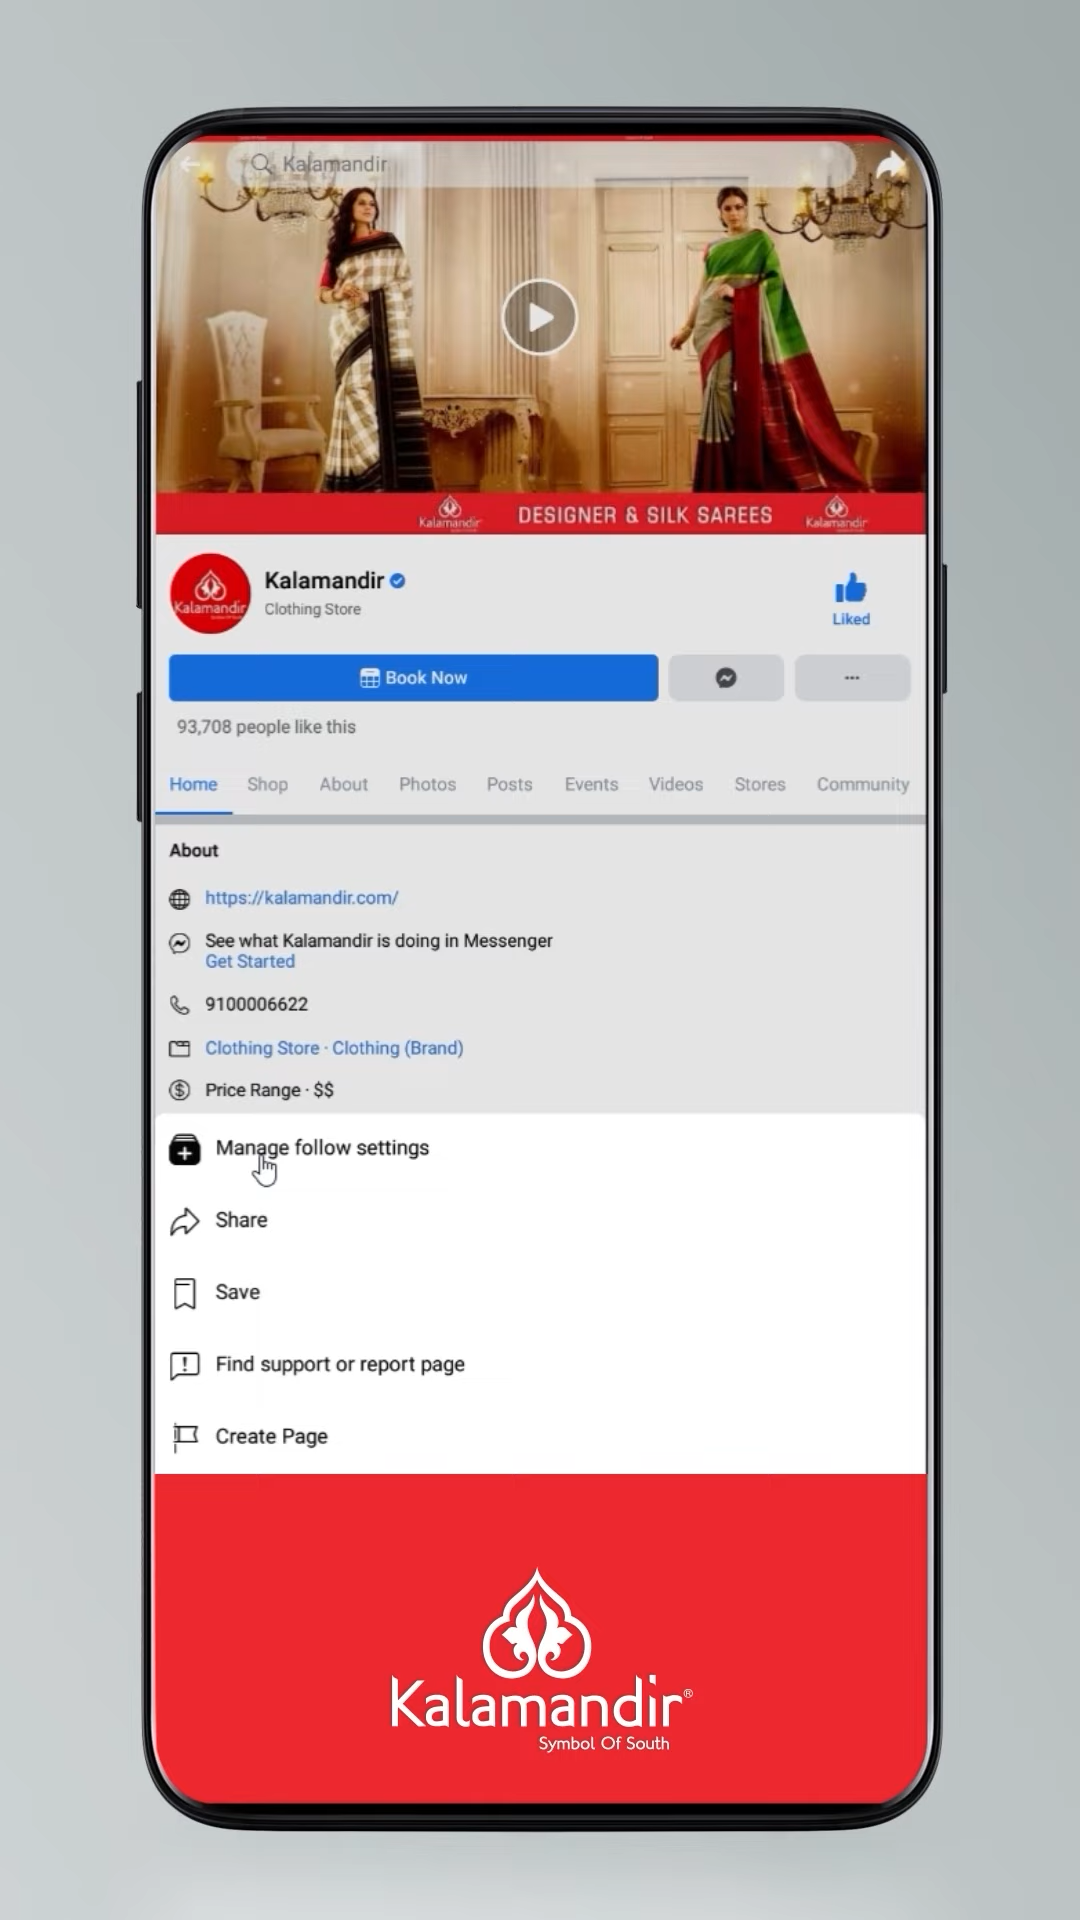 Kalamandir
Kalamandir
DESIGNER & SILK SAREES
Kalamandir
Kalamandir
Kalamandir
Clothing Store
Liked
Book Now
93,708 people like this
Home Shop About Photos Posts Events Videos Stores Community
About
https://kalamandir.com/
See what Kalamandir is doing in Messenger
Get Started
9100006622
Clothing Store · Clothing (Brand)
Price Range · $$
Manage follow settings
Share
Save
Find support or report page
Create Page
Kalamandir®
Symbol Of South